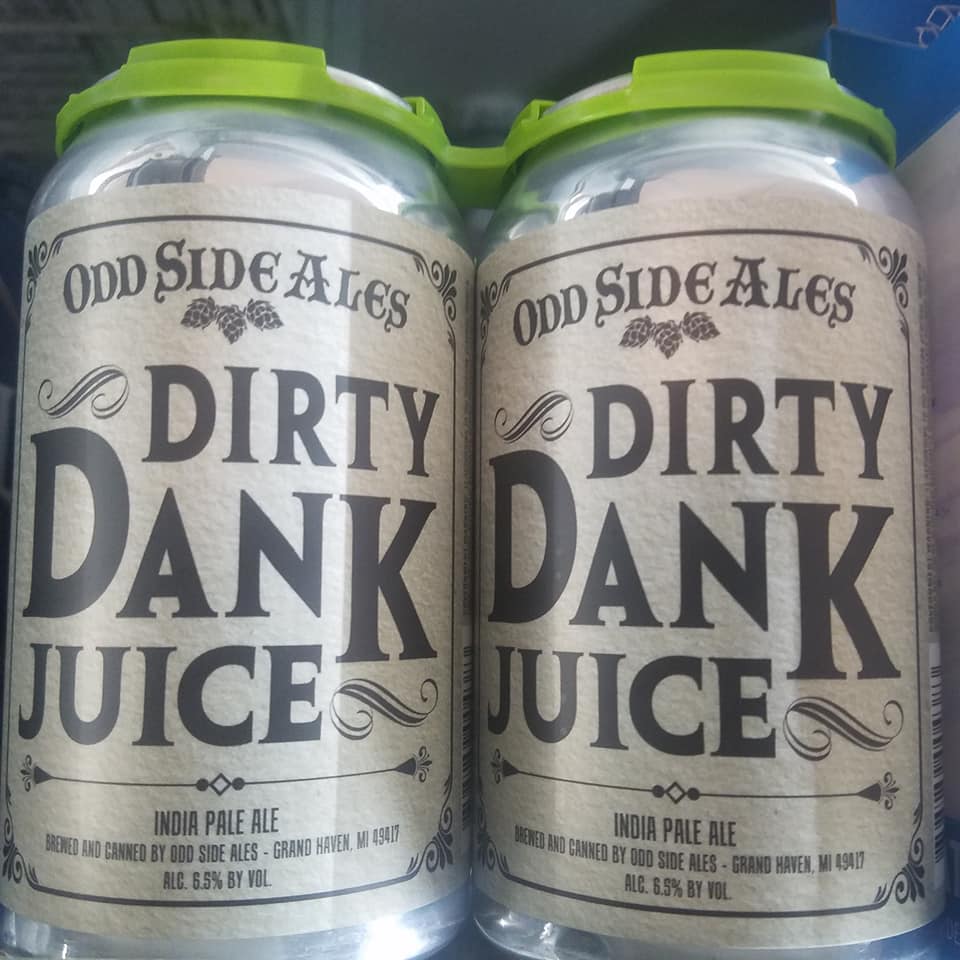 ODD SIDE ALES
DIRTY
DANK
JUICE
INDIA PALE ALE
BREWED AND CANNED BY ODD SIDE ALES - GRAND HAVEN, MI 49417
ALC. 6.5% BY VOL.
ODD SIDE ALES
DIRTY
DANK
JUICE
INDIA PALE ALE
BREWED AND CANNED BY ODD SIDE ALES - GRAND HAVEN, MI 49417
ALC. 6.5% BY VOL.